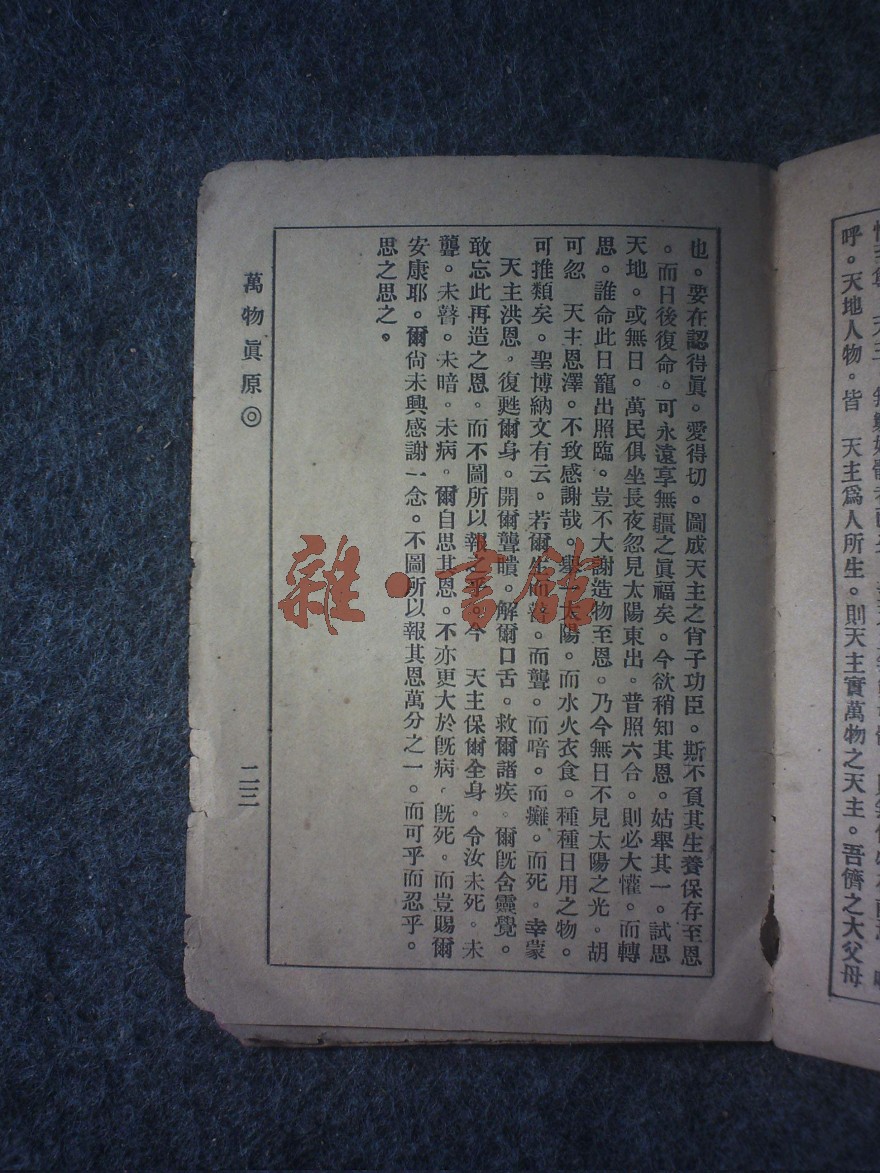 呼。天地人物。皆　天主爲人所生。則天主實萬物之天主。吾儕之大父母
也。要在認得眞。愛得切。圖成天主之肖子功臣。斯不負其生養保存至恩
。而日後復命。可永遠享無疆之眞福矣。今欲稍知其恩。姑舉其一。試思
天地。或無日。萬民俱坐長夜忽見太陽東出。普照六合。則必大懽。而轉
思。誰命此日寵出照臨。豈不大謝造物至恩。乃今無日不見太陽之光。胡
可忽　天主恩澤。不致感謝哉。舉一太陽。而水火衣食。種種日用之物。
可推類矣。聖博納文有云。若爾生而瞽。而聾。而喑。而癱。而死。幸蒙
天主洪恩。復甦爾身。開爾聾瞶。解爾口舌。救爾諸疾。爾旣含靈覺。
敢忘此再造之恩。而不圖所以報之乎。今　天主保爾全身。令汝未死。未
聾。未瞽。未喑。未病。爾自思其恩。不亦更大於旣病。旣死。而豈賜爾
安康耶。爾尙未興感謝一念。不圖所以報其恩萬分之一。而可乎而忍乎。
思之思之。
萬物眞原◎
二三
雜·書館